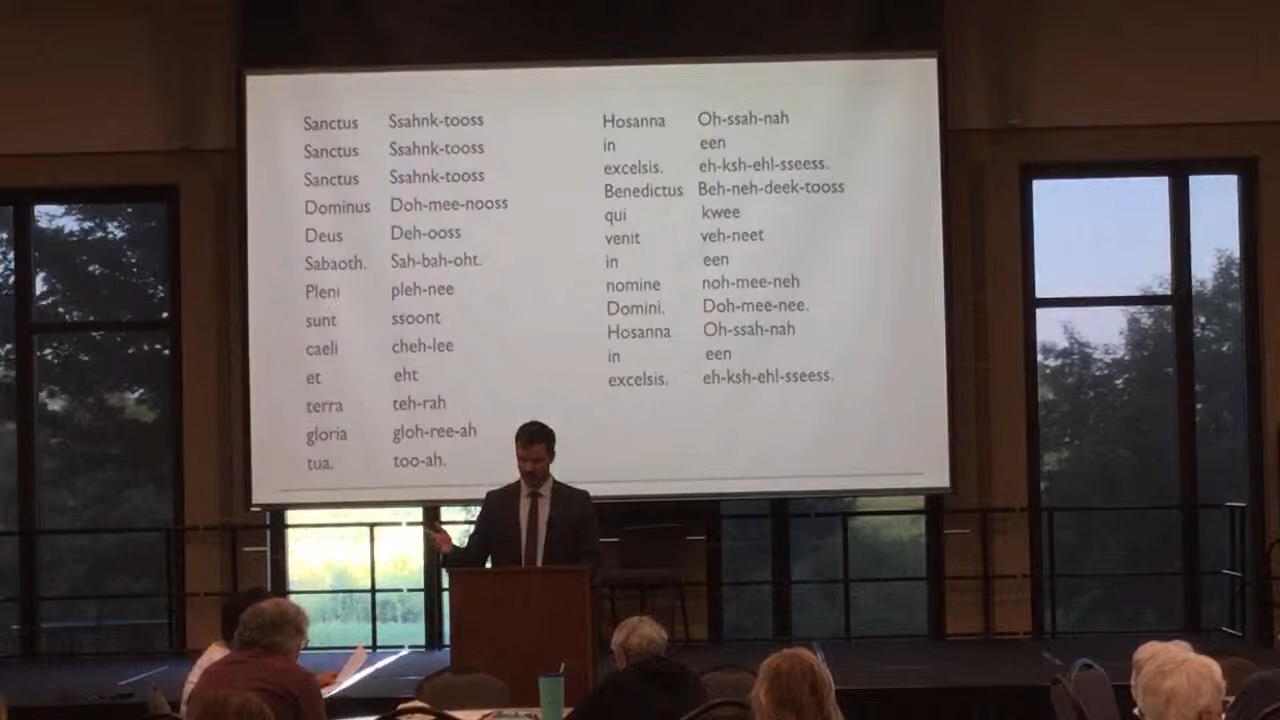 Sanctus Ssahnk-tooss
Sanctus Ssahnk-tooss
Sanctus Ssahnk-tooss
Dominus Doh-mee-nooss
Deus Deh-ooss
Sabaoth. Sah-bah-oht.
Pleni pleh-nee
sunt ssoont
caeli cheh-lee
et eht
terra teh-rah
gloria gloh-ree-ah
tua. too-ah.
Hosanna Oh-ssah-nah
in een
excelsis. eh-ksh-ehl-sseess.
Benedictus Beh-neh-deek-tooss
qui kwee
venit veh-neet
in een
nomine noh-mee-neh
Domini. Doh-mee-nee.
Hosanna Oh-ssah-nah
in een
excelsis. eh-ksh-ehl-sseess.